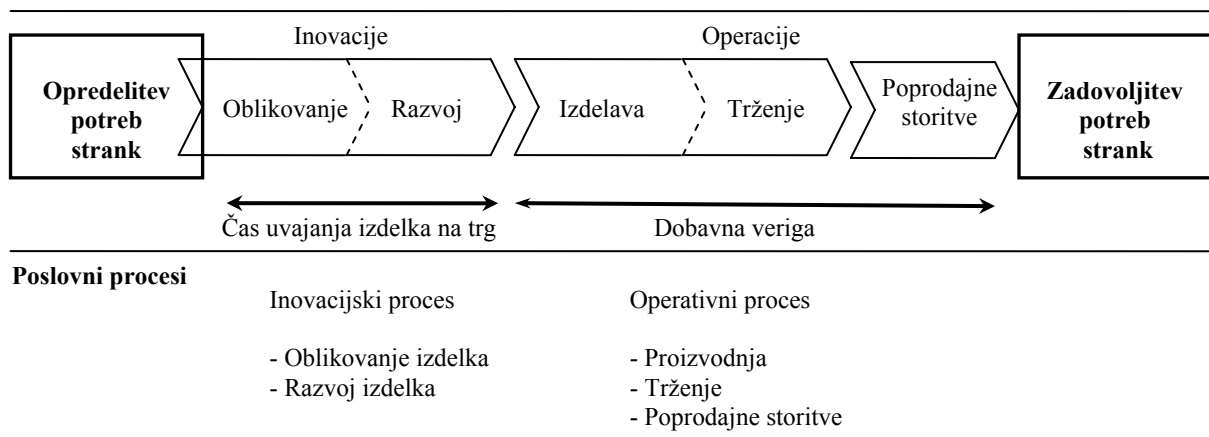 Inovacije
Operacije
Opredelitev
potreb
strank
Oblikovanje
Razvoj
Izdelava
Trženje
Poprodajne
storitve
Zadovoljitev
potreb
strank
Čas uvajanja izdelka na trg
Dobavna veriga
Poslovni procesi
Inovacijski proces
- Oblikovanje izdelka
- Razvoj izdelka
Operativni proces
- Proizvodnja
- Trženje
- Poprodajne storitve